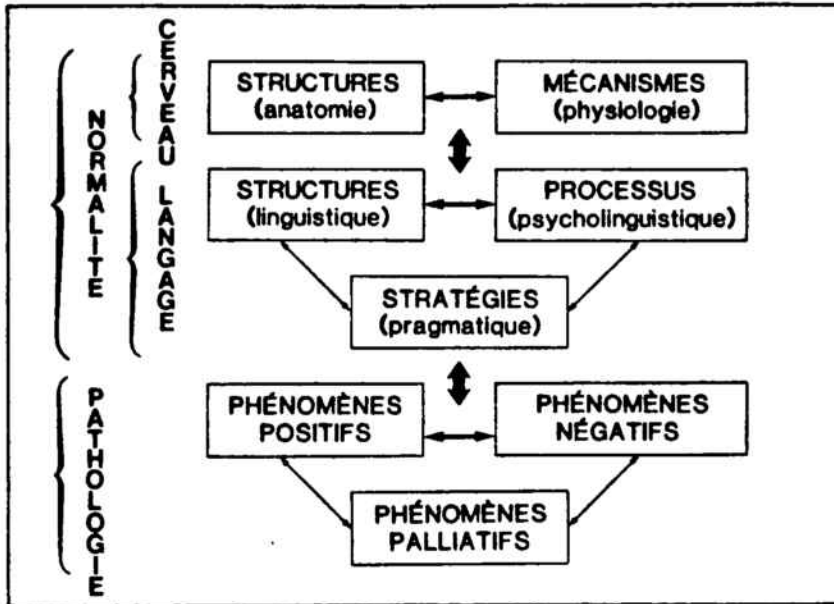 NORMALITE
CERVEAU
STRUCTURES
(anatomie)
MÉCANISMES
(physiologie)
LANGAGE
STRUCTURES
(linguistique)
PROCESSUS
(psycholinguistique)
STRATÉGIES
(pragmatique)
PATHOLOGIE
PHÉNOMÈNES
POSITIFS
PHÉNOMÈNES
NÉGATIFS
PHÉNOMÈNES
PALLIATIFS